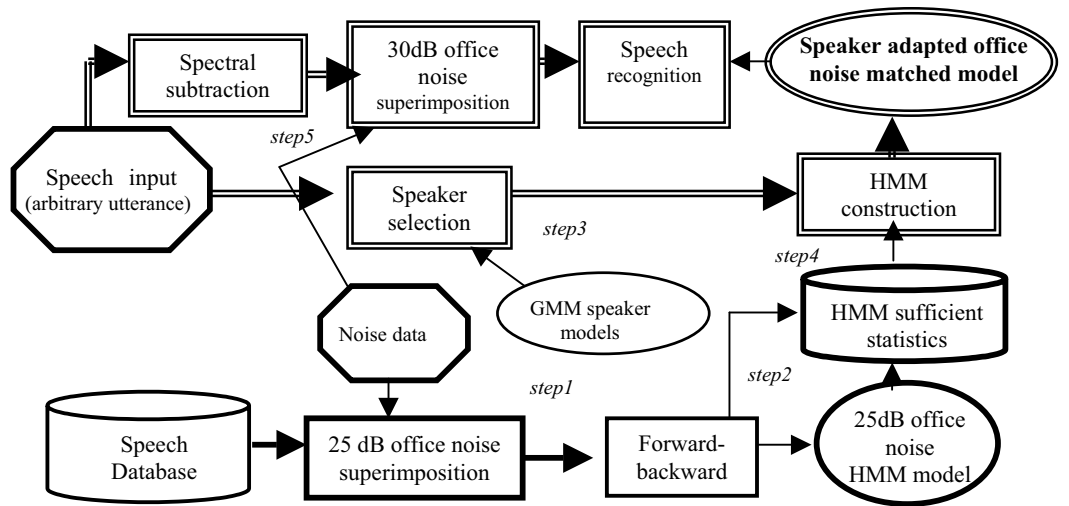 Spectral
subtraction
30dB office
noise
superimposition
Speech
recognition
Speaker adapted office
noise matched model
step5
Speech input
(arbitrary utterance)
Speaker
selection
step3
HMM
construction
step4
GMM speaker
models
HMM sufficient
statistics
Noise data
step1
step2
Speech
Database
25 dB office noise
superimposition
Forward-
backward
25dB office
noise
HMM model